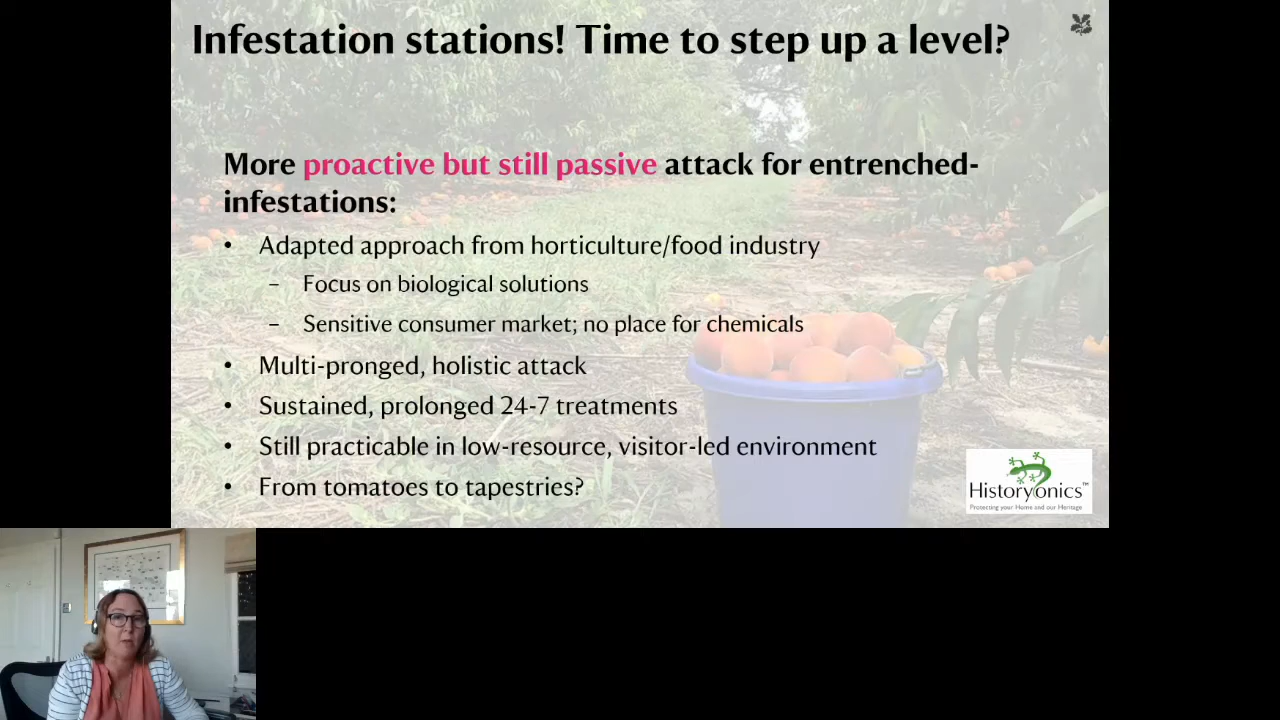 Infestation stations! Time to step up a level?
More proactive but still passive attack for entrenched-
infestations:
• Adapted approach from horticulture/food industry
– Focus on biological solutions
– Sensitive consumer market; no place for chemicals
• Multi-pronged, holistic attack
• Sustained, prolonged 24-7 treatments
• Still practicable in low-resource, visitor-led environment
• From tomatoes to tapestries?
Historyonics™
Protecting your Home and our Heritage